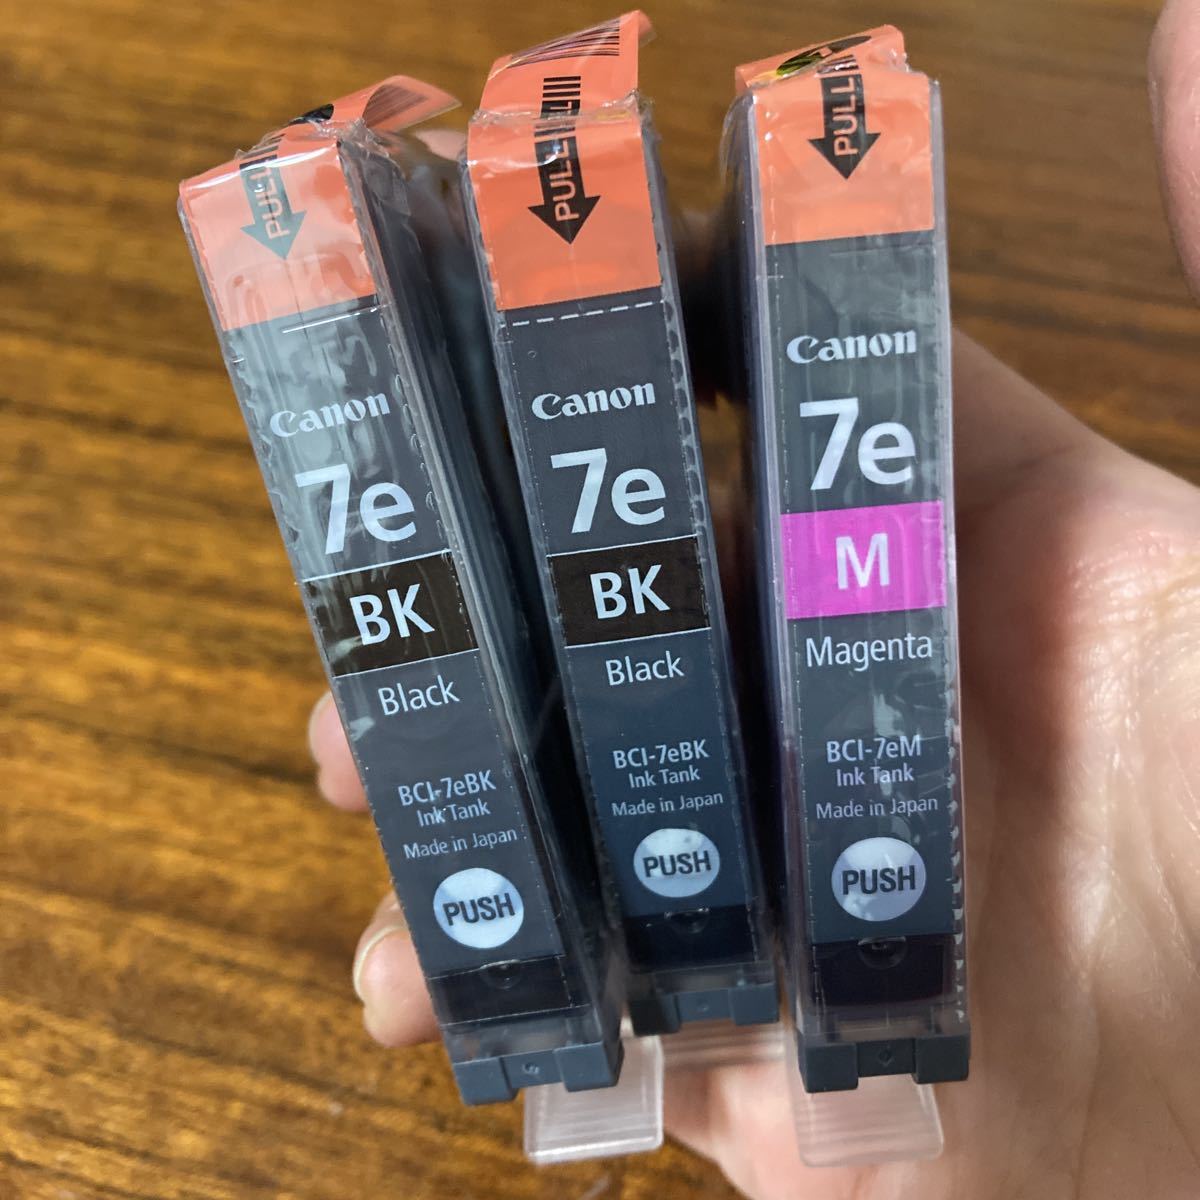 PULL
Canon
7e
BK
Black
BCI-7eBK
Ink Tank
Made in Japan
PUSH
PULL
Canon
7e
BK
Black
BCI-7eBK
Ink Tank
Made in Japan
PUSH
PULL
Canon
7e
M
Magenta
BCI-7eM
Ink Tank
Made in Japan
PUSH